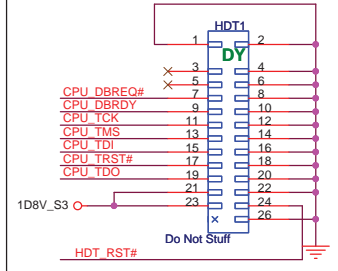 HDT1
1 2
DY
3 4
5 6
CPU_DBREQ# 7 8
CPU_DBRDY 9 10
CPU_TCK 11 12
CPU_TMS 13 14
CPU_TDI 15 16
CPU_TRST# 17 18
CPU_TDO 19 20
21 22
1D8V_S3 23 24
26
Do Not Stuff
HDT_RST#